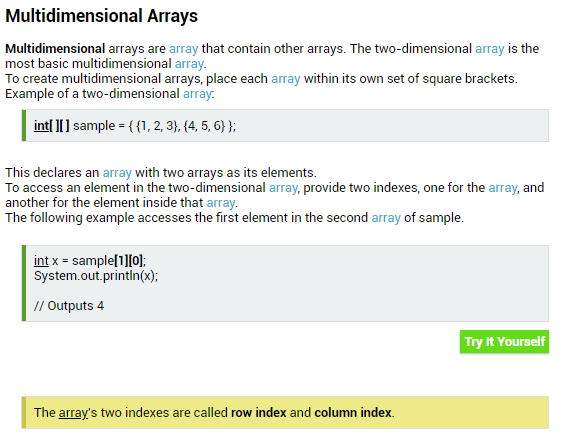 Multidimensional Arrays
Multidimensional arrays are array that contain other arrays. The two-dimensional array is the
most basic multidimensional array.
To create multidimensional arrays, place each array within its own set of square brackets.
Example of a two-dimensional array:
int[ ][ ] sample = { {1, 2, 3}, {4, 5, 6} };
This declares an array with two arrays as its elements.
To access an element in the two-dimensional array, provide two indexes, one for the array, and
another for the element inside that array.
The following example accesses the first element in the second array of sample.
int x = sample[1][0];
System.out.println(x);
// Outputs 4
Try It Yourself
The array's two indexes are called row index and column index.